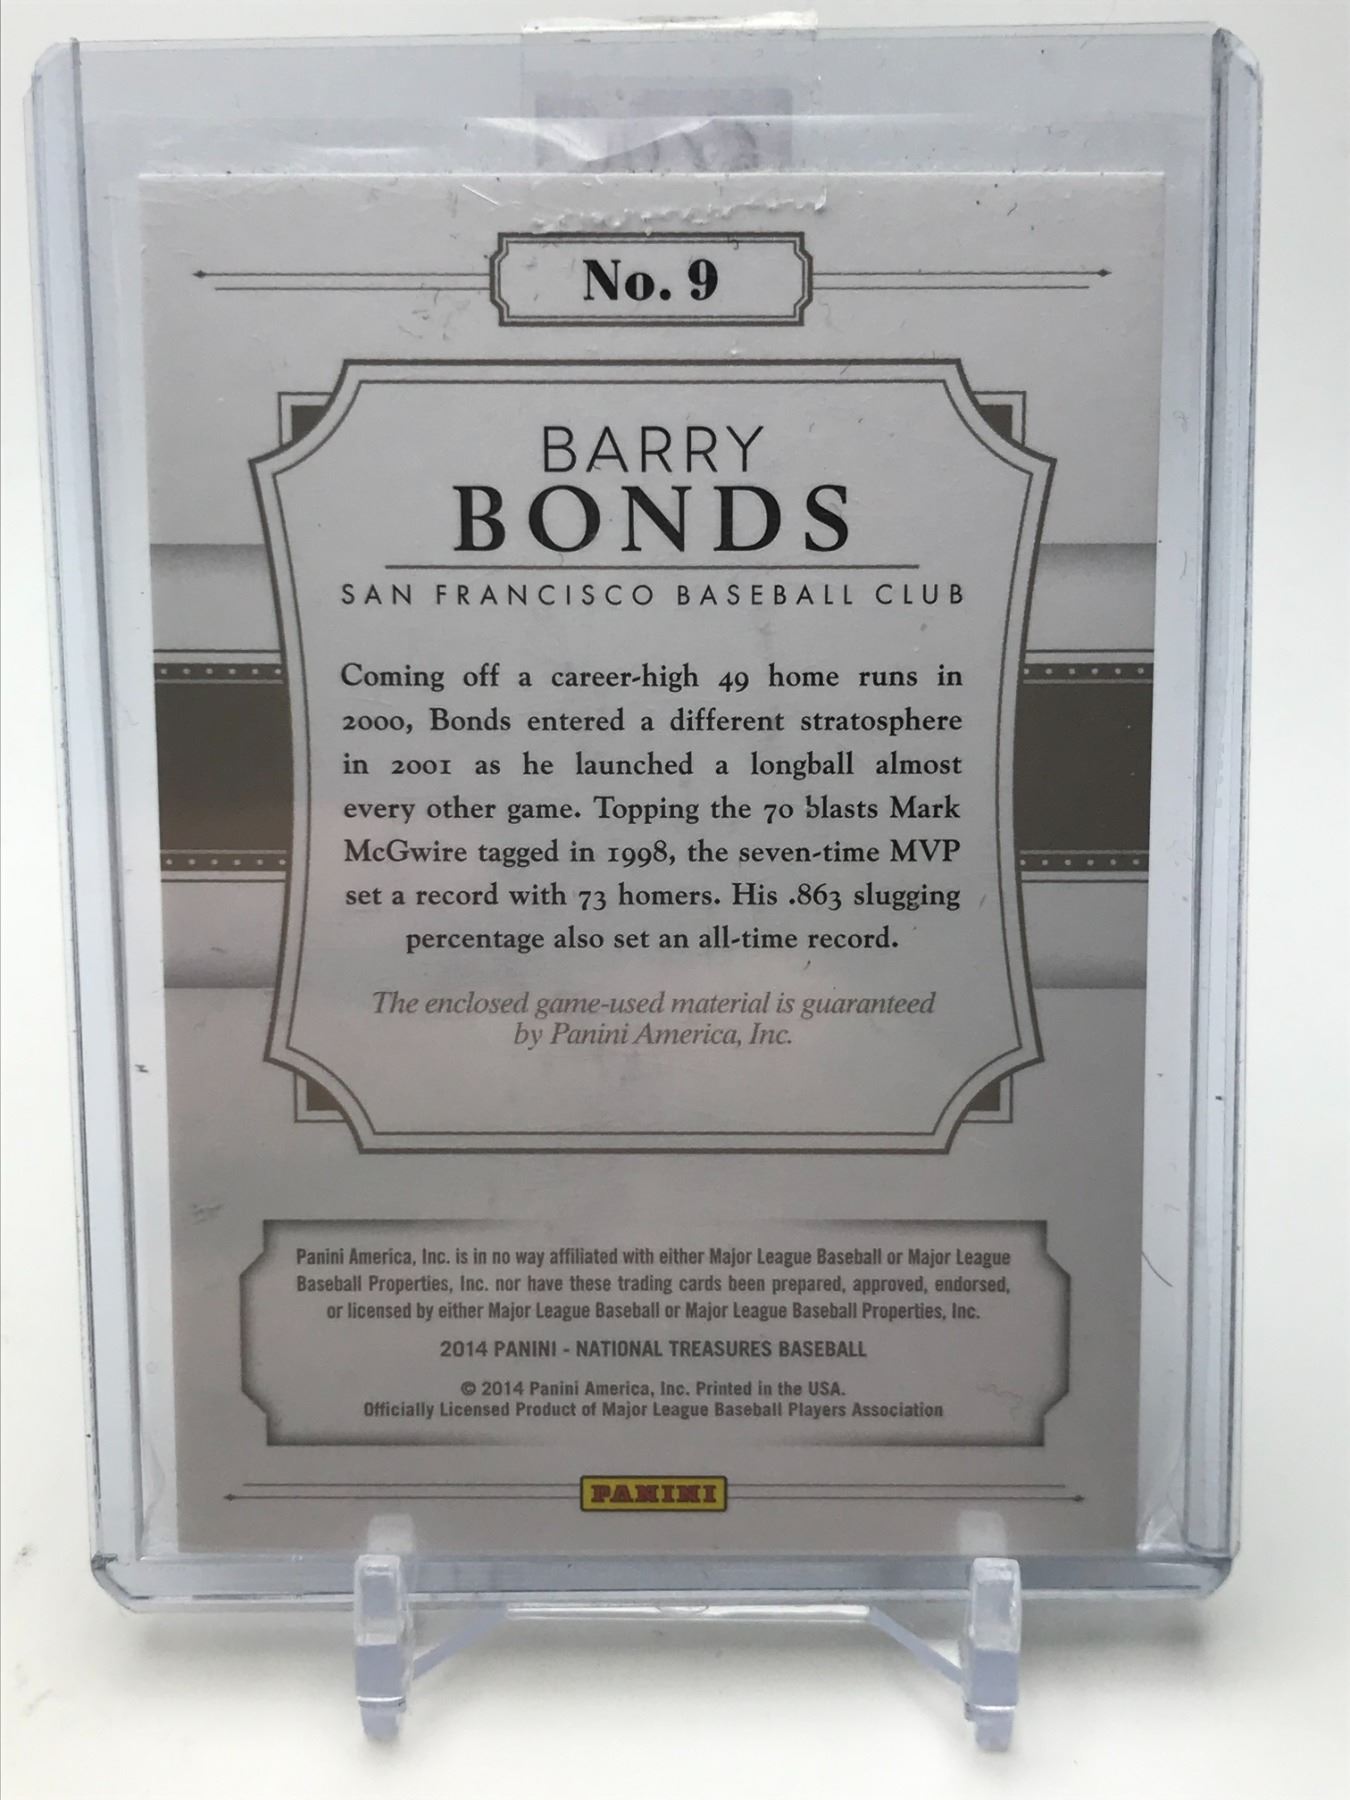 No. 9
BARRY
BONDS
SAN FRANCISCO BASEBALL CLUB
Coming off a career-high 49 home runs in
2000, Bonds entered a different stratosphere
in 2001 as he launched a longball almost
every other game. Topping the 70 blasts Mark
McGwire tagged in 1998, the seven-time MVP
set a record with 73 homers. His .863 slugging
percentage also set an all-time record.
The enclosed game-used material is guaranteed
by Panini America, Inc.
Panini America, Inc. is in no way affiliated with either Major League Baseball or Major League
Baseball Properties, Inc. nor have these trading cards been prepared, approved, endorsed,
or licensed by either Major League Baseball or Major League Baseball Properties, Inc.
2014 PANINI - NATIONAL TREASURES BASEBALL
© 2014 Panini America, Inc. Printed in the USA.
Officially Licensed Product of Major League Baseball Players Association
PANINI